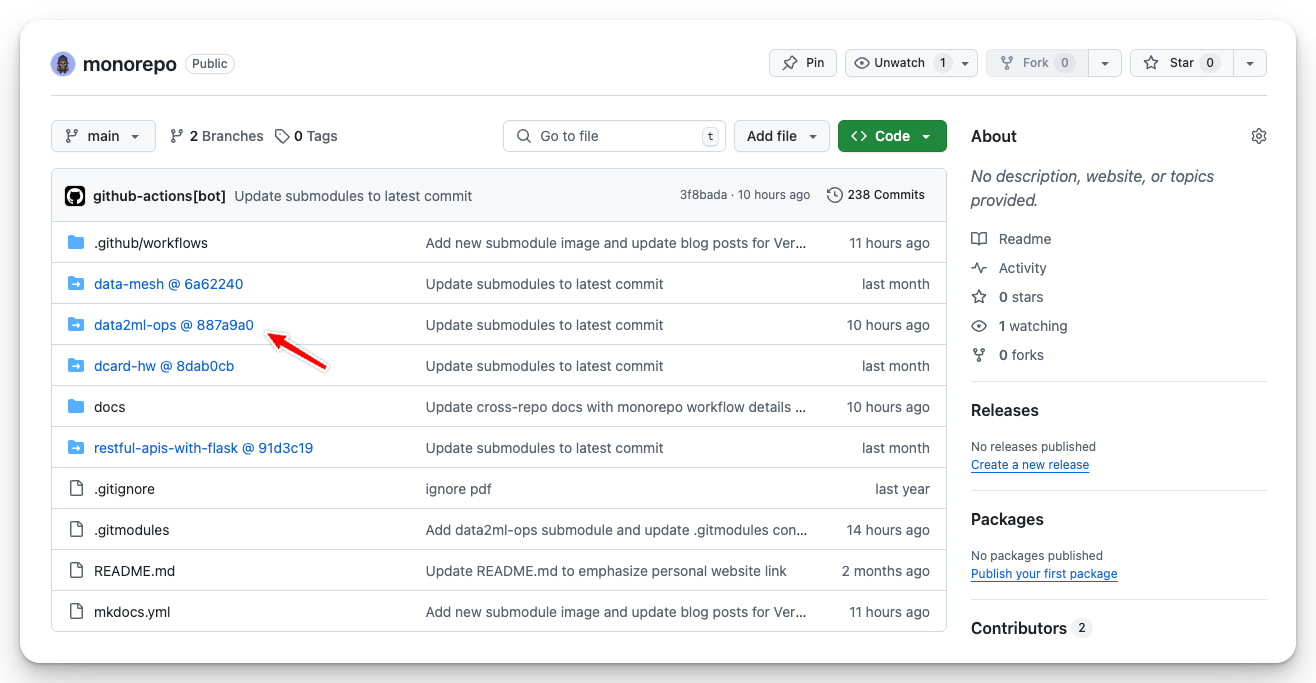 monorepo Public
Pin
Unwatch 1
Fork 0
Star 0
main
2 Branches
0 Tags
Go to file
t
Add file
Code
github-actions[bot] Update submodules to latest commit 3f8bada · 10 hours ago 238 Commits
.github/workflows Add new submodule image and update blog posts for Ver... 11 hours ago
data-mesh @ 6a62240 Update submodules to latest commit last month
data2ml-ops @ 887a9a0 Update submodules to latest commit 10 hours ago
dcard-hw @ 8dab0cb Update submodules to latest commit last month
docs Update cross-repo docs with monorepo workflow details ... 10 hours ago
restful-apis-with-flask @ 91d3c19 Update submodules to latest commit last month
.gitignore ignore pdf last year
.gitmodules Add data2ml-ops submodule and update .gitmodules con... 14 hours ago
README.md Update README.md to emphasize personal website link 2 months ago
mkdocs.yml Add new submodule image and update blog posts for Ver... 11 hours ago
About
No description, website, or topics
provided.
Readme
Activity
0 stars
1 watching
0 forks
Releases
No releases published
Create a new release
Packages
No packages published
Publish your first package
Contributors 2